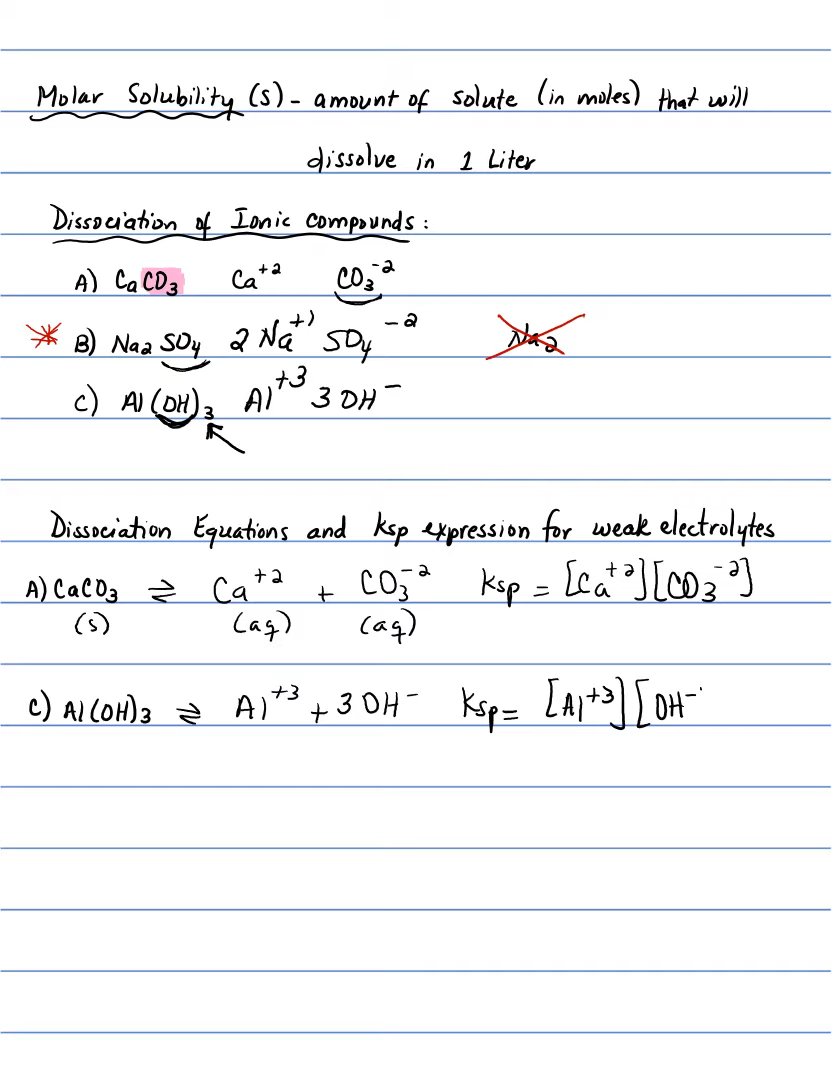 Molar Solubility (S) - amount of solute (in moles) that will
dissolve in 1 Liter
Dissociation of Ionic compounds:
A) CaCO₃ Ca⁺² CO₃⁻²
B) Na₂SO₄ 2 Na⁺¹ SO₄⁻² Na₂
C) Al(OH)₃ Al⁺³ 3 OH⁻
Dissociation Equations and Ksp expression for weak electrolytes
A) CaCO₃ ⇌ Ca⁺² + CO₃⁻² Ksp = [Ca⁺²][CO₃⁻²]
(s) (aq) (aq)
C) Al(OH)₃ ⇌ Al⁺³ + 3 OH⁻ Ksp = [Al⁺³][OH⁻